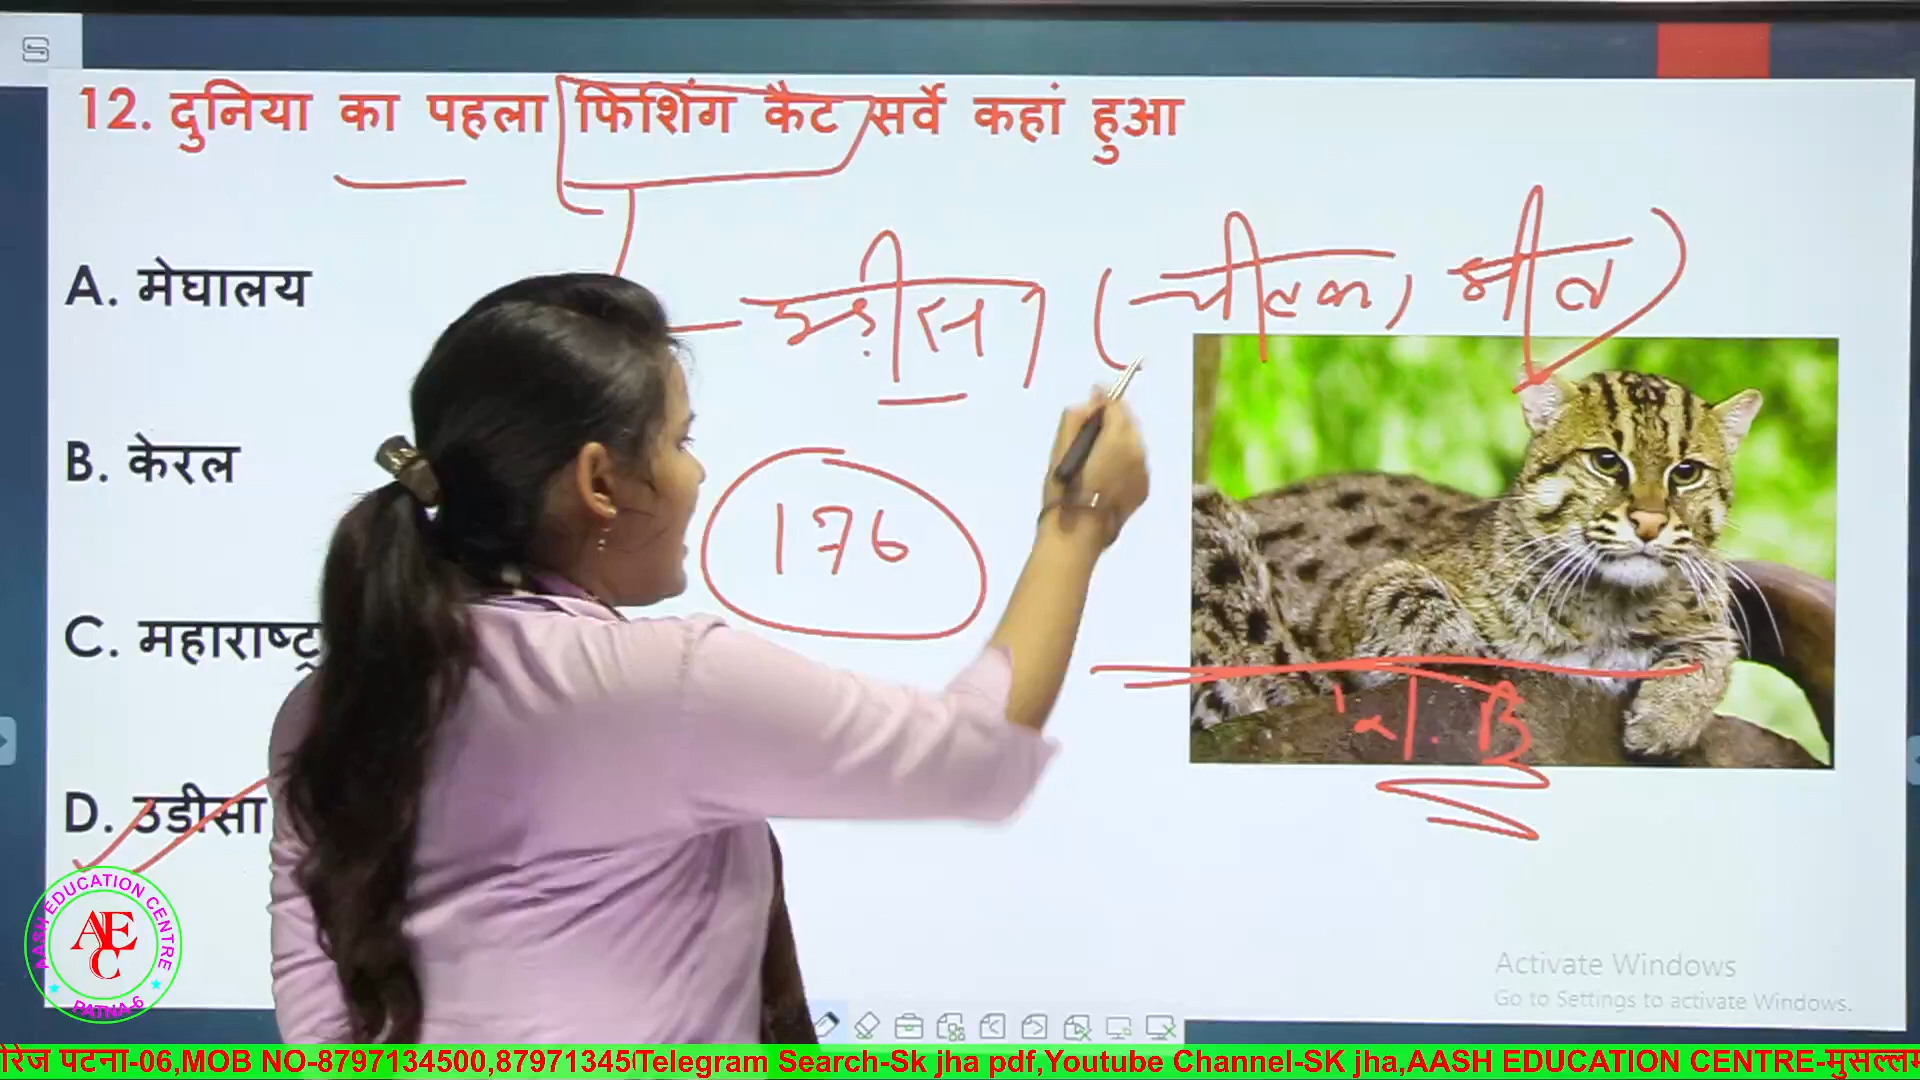 12. दुनिया का पहला फिशिंग कैट सर्वे कहां हुआ
A. मेघालय
B. केरल
C. महाराष्ट्र
D. उडीसा
176
AASH EDUCATION CENTRE
AEC
PATNA-6
Activate Windows
Go to Settings to activate Windows.
पटना-06,MOB NO-8797134500,879713450 Telegram Search-Sk jha pdf,Youtube Channel-SK jha,AASH EDUCATION CENTRE-